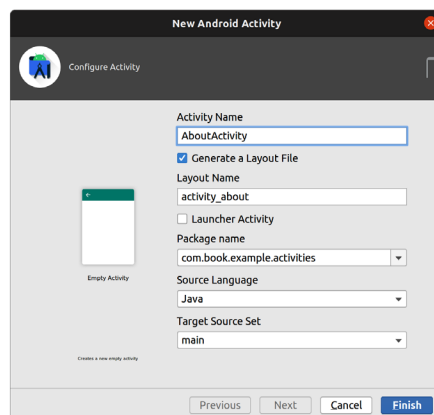 New Android Activity
Configure Activity
Activity Name
AboutActivity
Generate a Layout File
Layout Name
activity_about
Launcher Activity
Package name
com.book.example.activities
Empty Activity
Source Language
Java
Target Source Set
main
Creates a new empty activity
Previous
Next
Cancel
Finish